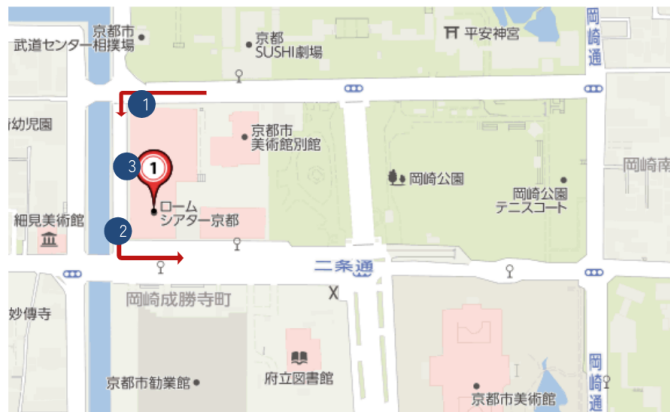 京都市
武道センター相撲場
京都
SUSHI劇場
平安神宮
岡崎通
1
幼児園
京都市
美術館別館
3
1
岡崎公園
岡崎公園
テニスコート
岡崎南
ローム
シアター京都
細見美術館
2
二条通
岡崎成勝寺町
X
妙傳寺
府立図書館
京都市勧業館
京都市美術館
岡崎通